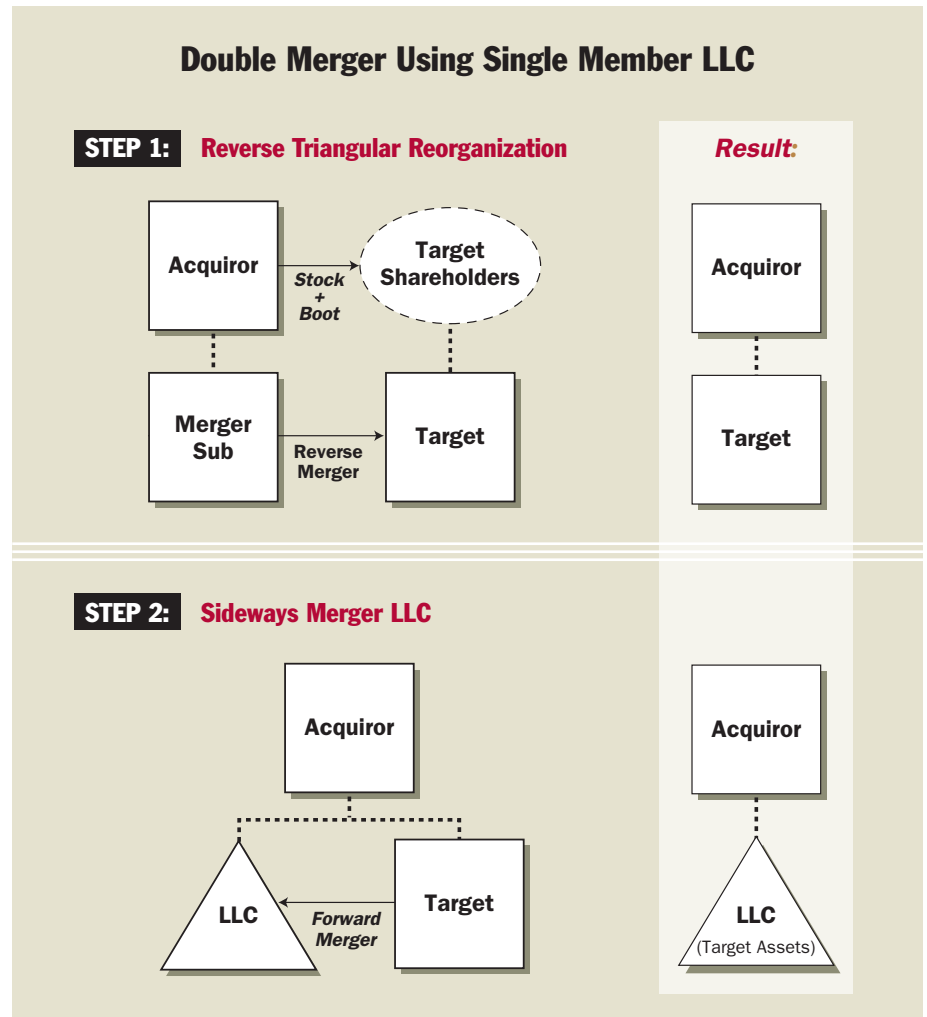 Double Merger Using Single Member LLC
STEP 1: Reverse Triangular Reorganization
Result:
Acquiror
Stock
+
Boot
Target
Shareholders
Merger
Sub
Reverse
Merger
Target
Acquiror
Target
STEP 2: Sideways Merger LLC
Acquiror
LLC
Forward
Merger
Target
Acquiror
LLC
(Target Assets)